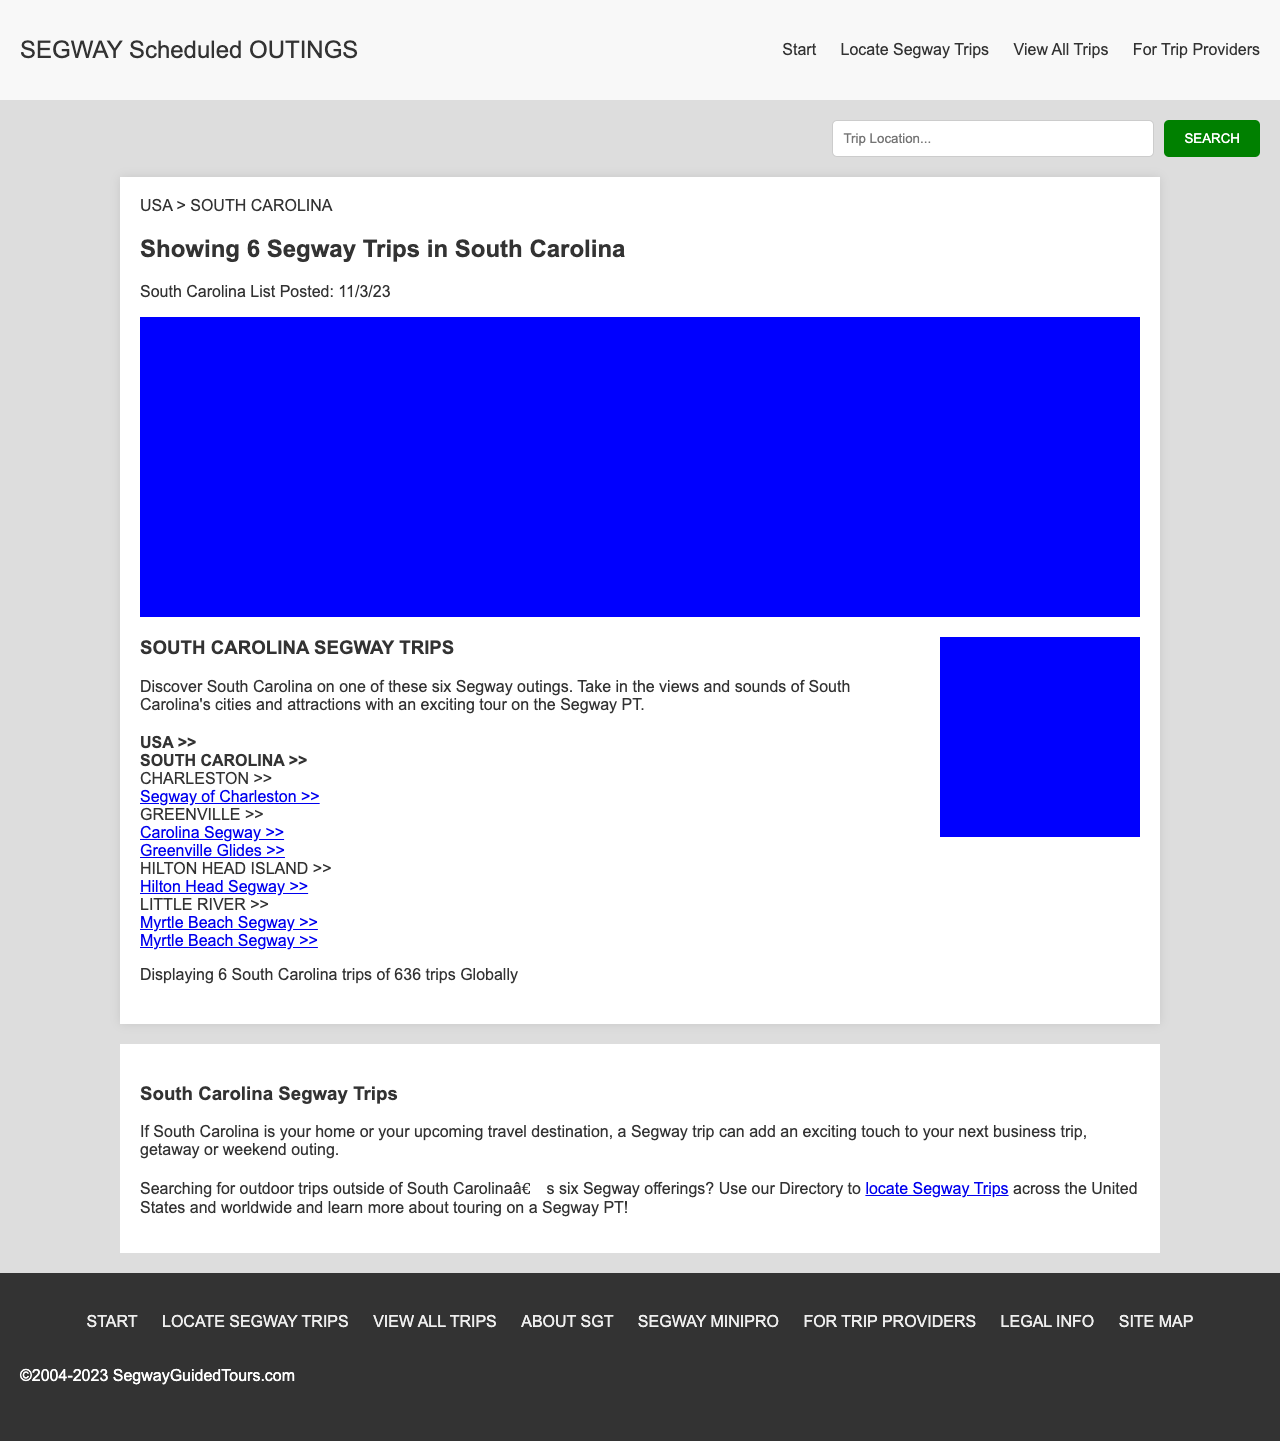 SEGWAY Scheduled OUTINGS
Start Locate Segway Trips View All Trips For Trip Providers
Trip Location... SEARCH
USA > SOUTH CAROLINA
Showing 6 Segway Trips in South Carolina
South Carolina List Posted: 11/3/23
SOUTH CAROLINA SEGWAY TRIPS
Discover South Carolina on one of these six Segway outings. Take in the views and sounds of South
Carolina's cities and attractions with an exciting tour on the Segway PT.
USA >>
SOUTH CAROLINA >>
CHARLESTON >>
Segway of Charleston >>
GREENVILLE >>
Carolina Segway >>
Greenville Glides >>
HILTON HEAD ISLAND >>
Hilton Head Segway >>
LITTLE RIVER >>
Myrtle Beach Segway >>
Myrtle Beach Segway >>
Displaying 6 South Carolina trips of 636 trips Globally
South Carolina Segway Trips
If South Carolina is your home or your upcoming travel destination, a Segway trip can add an exciting touch to your next business trip,
getaway or weekend outing.
Searching for outdoor trips outside of South Carolinaâ€ s six Segway offerings? Use our Directory to locate Segway Trips across the United
States and worldwide and learn more about touring on a Segway PT!
START LOCATE SEGWAY TRIPS VIEW ALL TRIPS ABOUT SGT SEGWAY MINIPRO FOR TRIP PROVIDERS LEGAL INFO SITE MAP
©2004-2023 SegwayGuidedTours.com